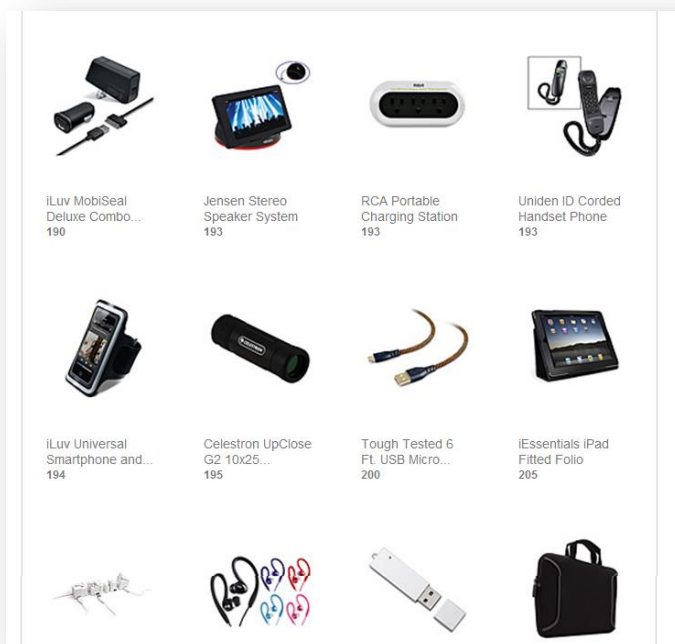 RCA
iLuv MobiSeal
Deluxe Combo...
190
Jensen Stereo
Speaker System
193
RCA Portable
Charging Station
193
Uniden ID Corded
Handset Phone
193
CELESTRON
iLuv Universal
Smartphone and...
194
Celestron UpClose
G2 10x25...
195
Tough Tested 6
Ft. USB Micro...
200
iEssentials iPad
Fitted Folio
205